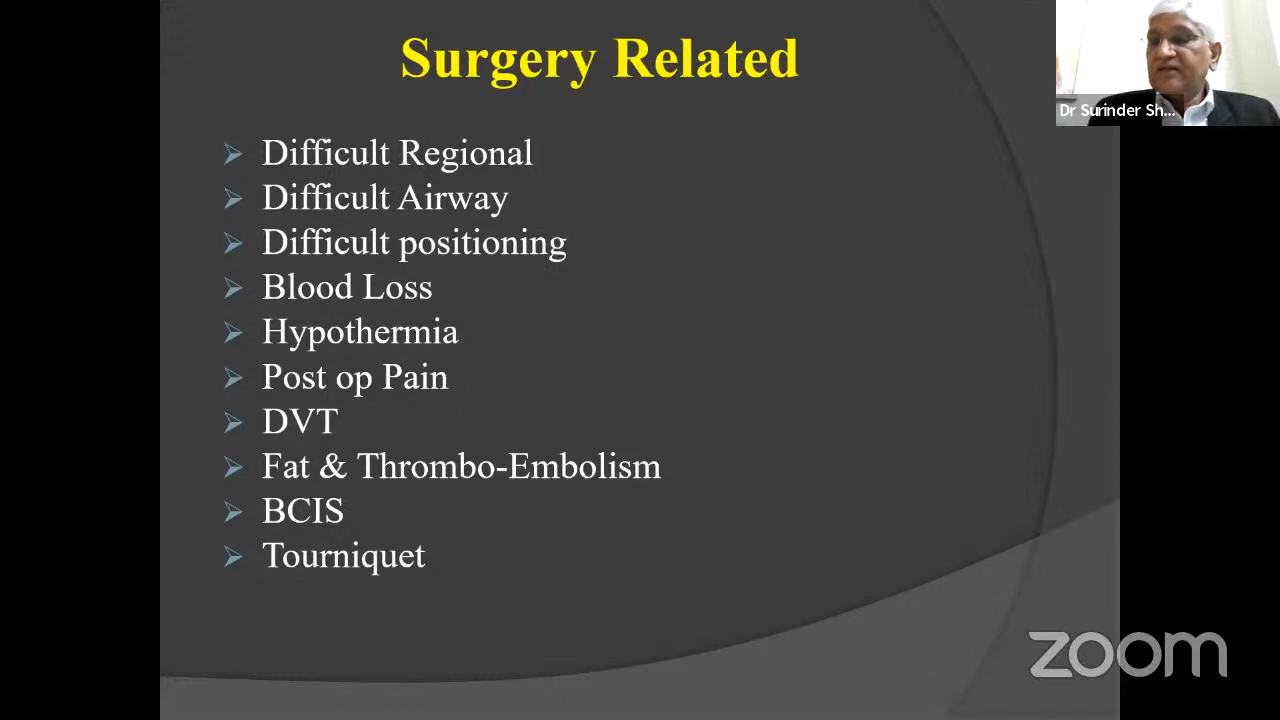 Surgery Related
Dr Surinder Sh...
Difficult Regional
Difficult Airway
Difficult positioning
Blood Loss
Hypothermia
Post op Pain
DVT
Fat & Thrombo-Embolism
BCIS
Tourniquet
zoom